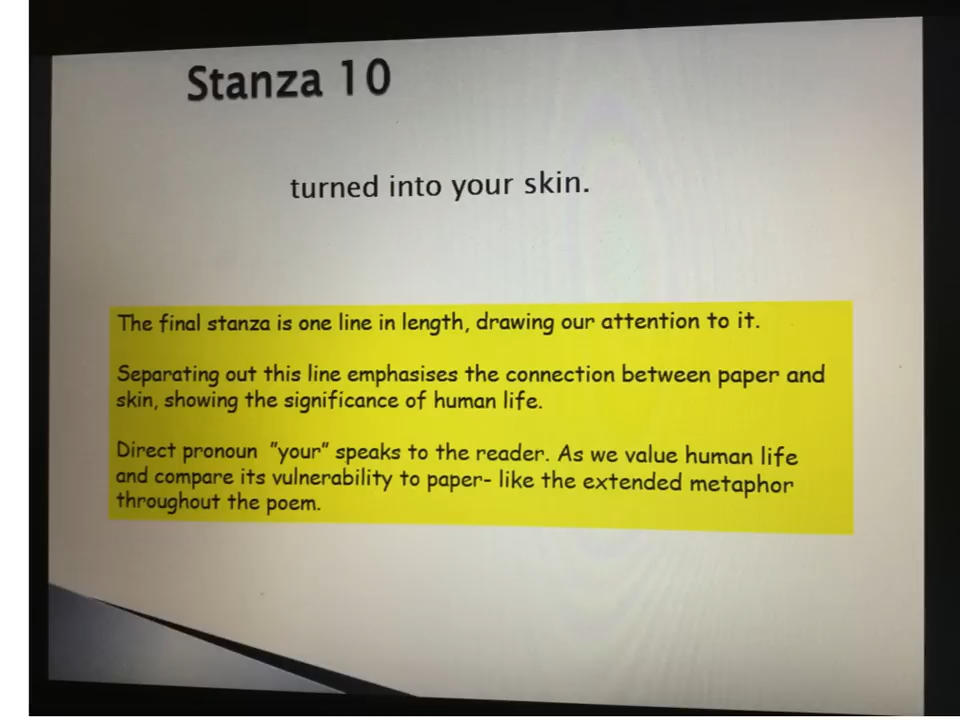 Stanza 10
turned into your skin.
The final stanza is one line in length, drawing our attention to it.
Separating out this line emphasises the connection between paper and
skin, showing the significance of human life.
Direct pronoun "your" speaks to the reader. As we value human life
and compare its vulnerability to paper- like the extended metaphor
throughout the poem.